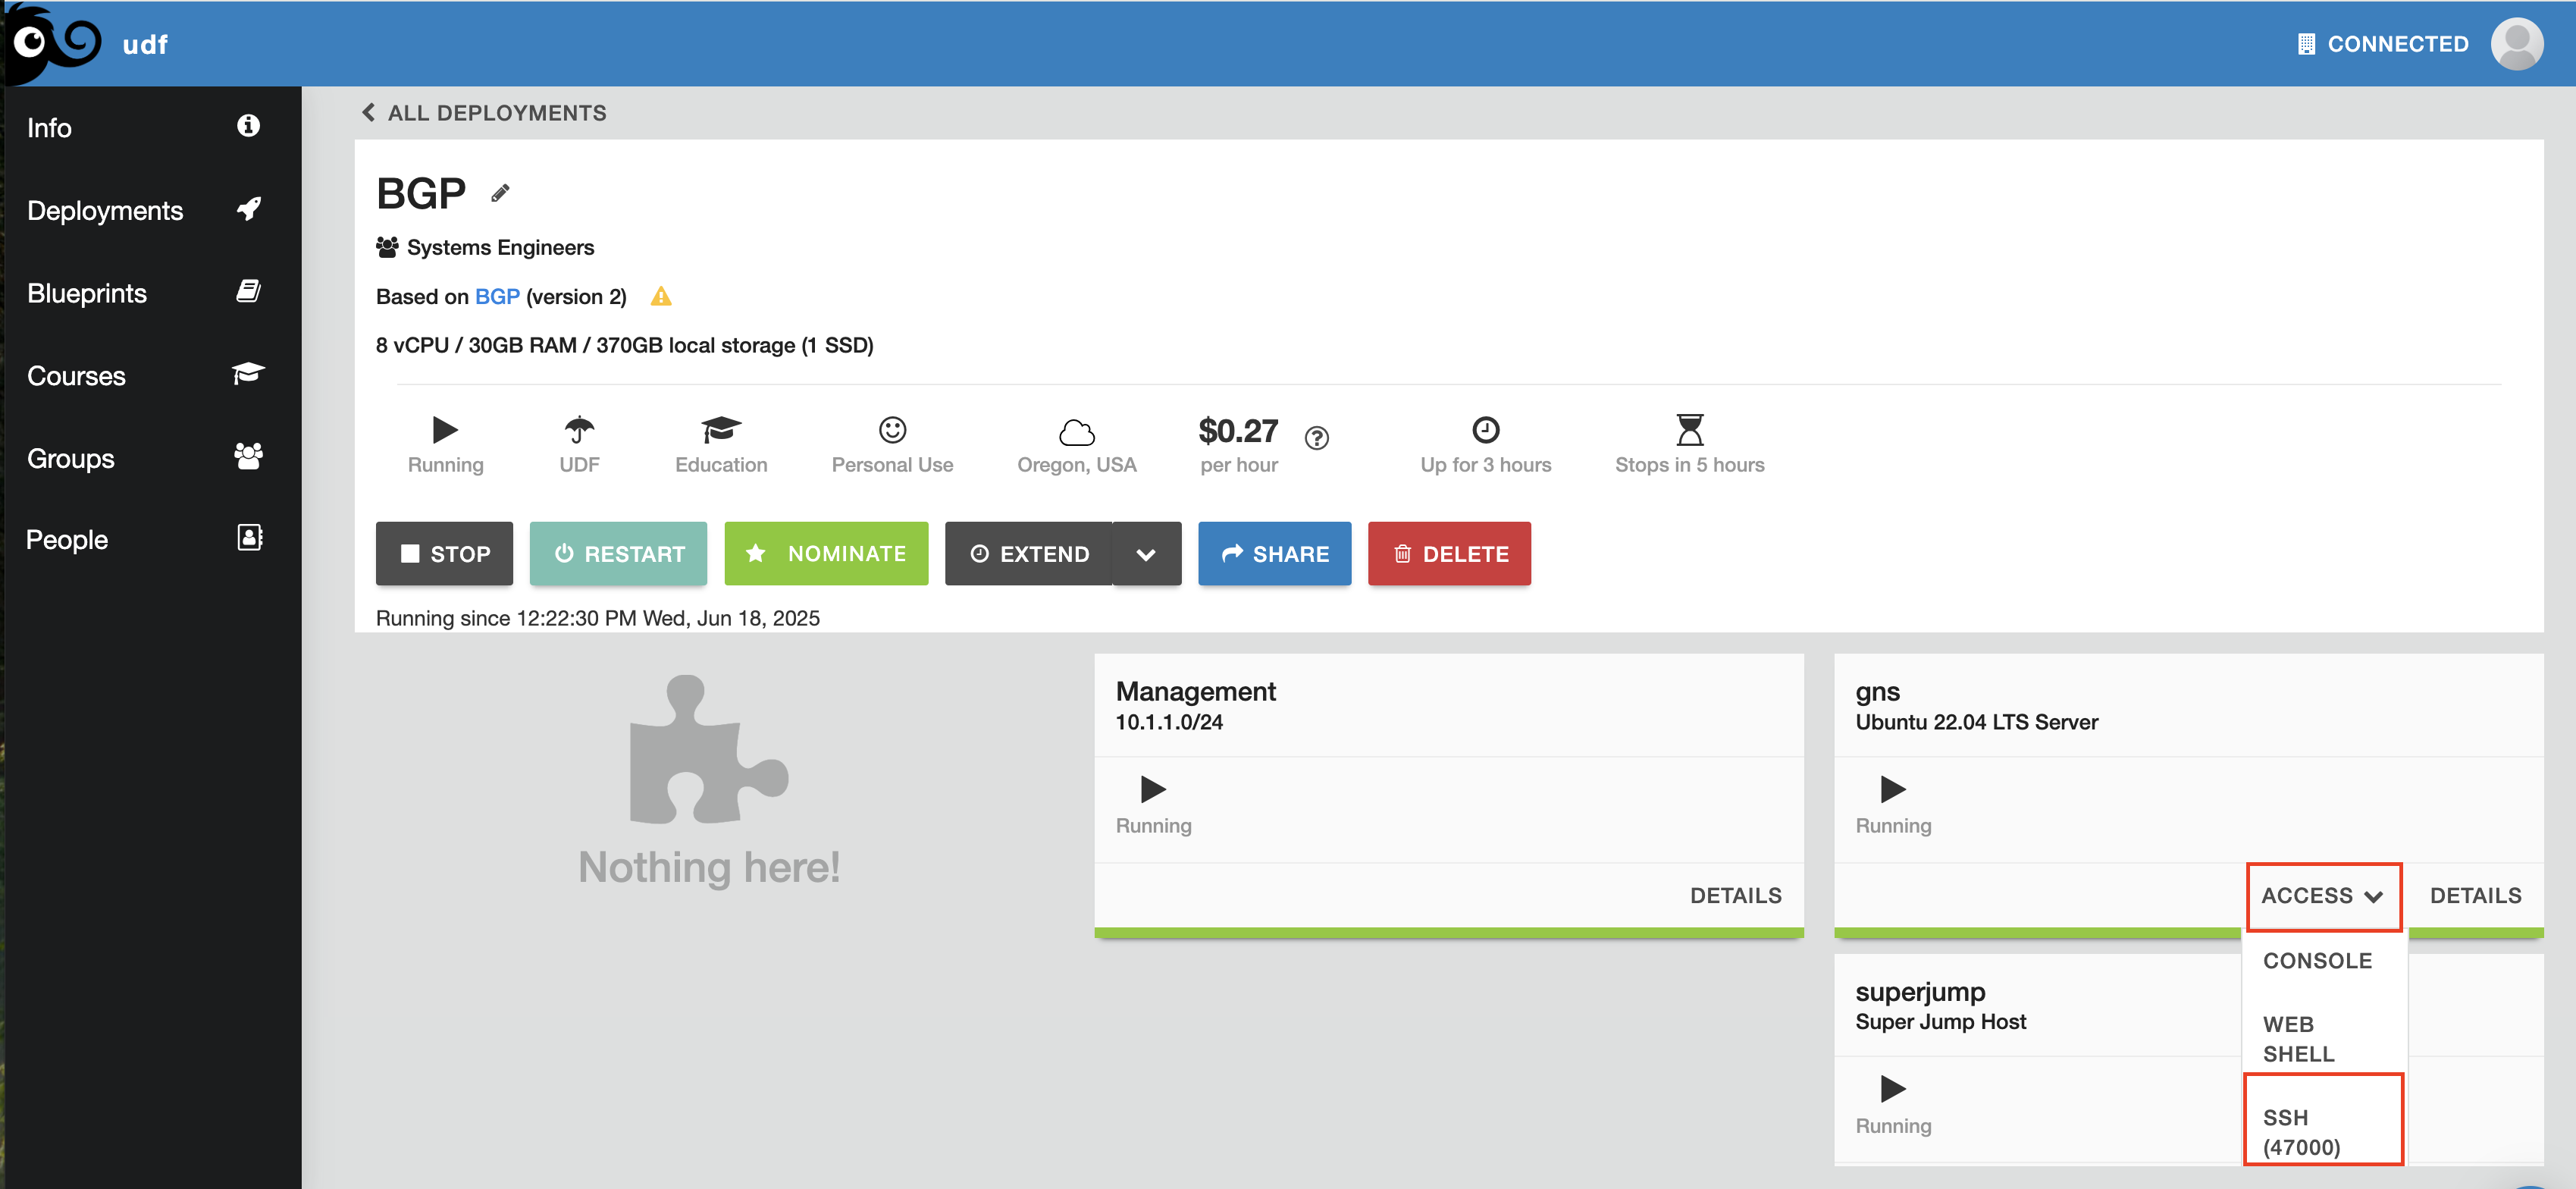 udf
CONNECTED
Info
Deployments
Blueprints
Courses
Groups
People
ALL DEPLOYMENTS
BGP
Systems Engineers
Based on BGP (version 2)
8 vCPU / 30GB RAM / 370GB local storage (1 SSD)
Running
UDF
Education
Personal Use
Oregon, USA
$0.27
per hour
Up for 3 hours
Stops in 5 hours
STOP
RESTART
NOMINATE
EXTEND
SHARE
DELETE
Running since 12:22:30 PM Wed, Jun 18, 2025
Nothing here!
Management
10.1.1.0/24
Running
DETAILS
gns
Ubuntu 22.04 LTS Server
Running
ACCESS
DETAILS
CONSOLE
WEB
SHELL
SSH
(47000)
superjump
Super Jump Host
Running